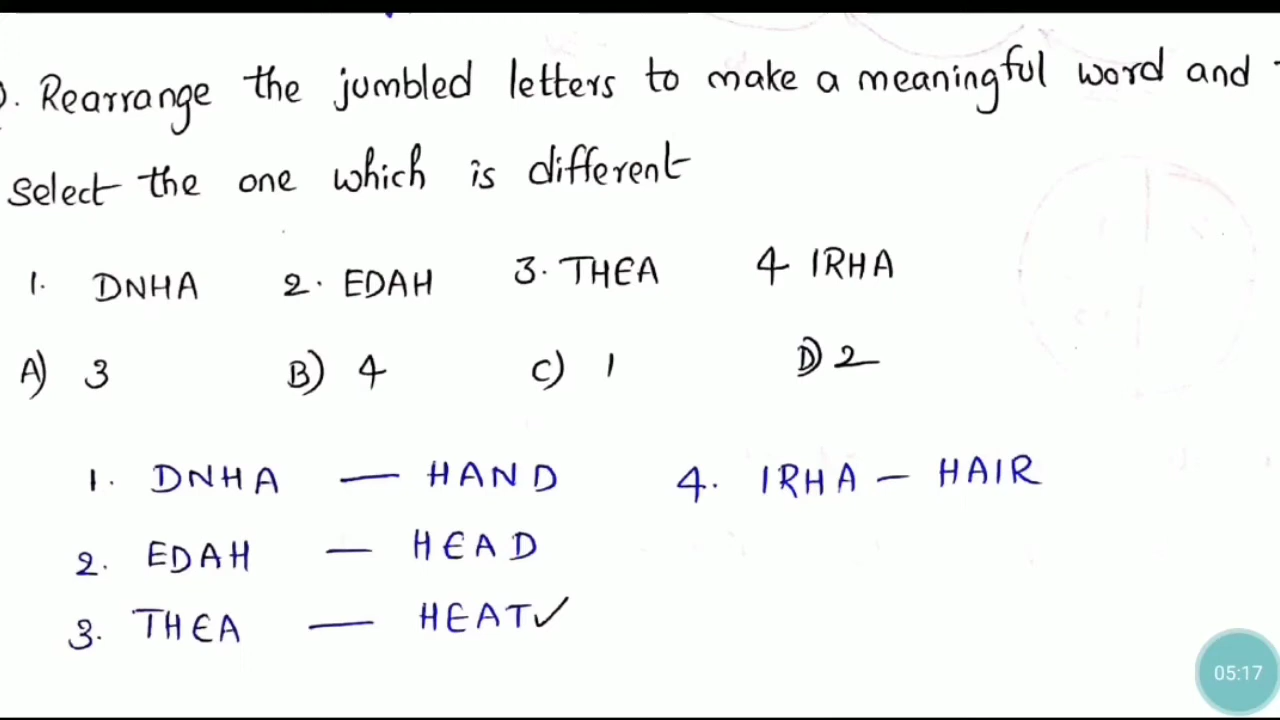 . Rearrange the jumbled letters to make a meaningful word and
select the one which is different
1. DNHA 2. EDAH 3. THEA 4 IRHA
A) 3 B) 4 C) 1 D) 2
1. DNHA — HAND 4. IRHA — HAIR
2. EDAH — HEAD
3. THEA — HEAT ✓
05:17